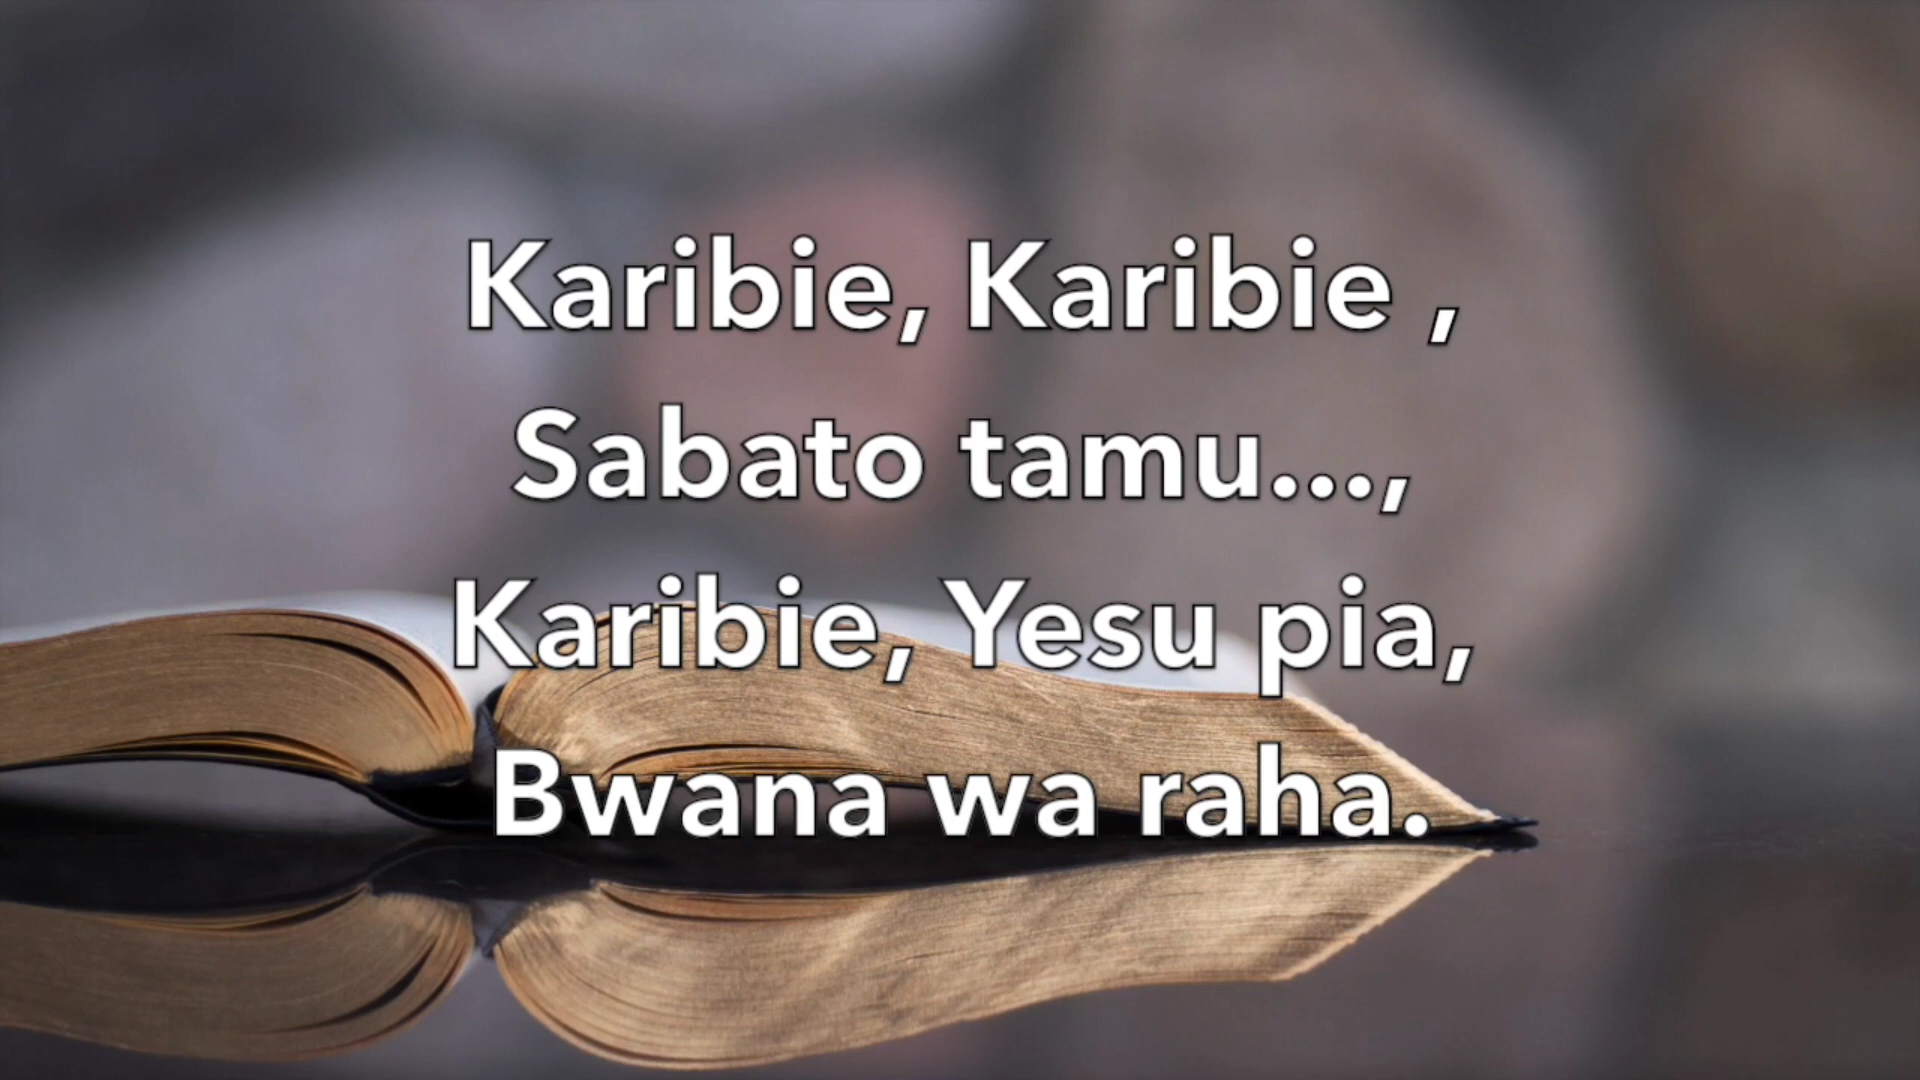 Karibie, Karibie ,
Sabato tamu...,
Karibie, Yesu pia,
Bwana wa raha.